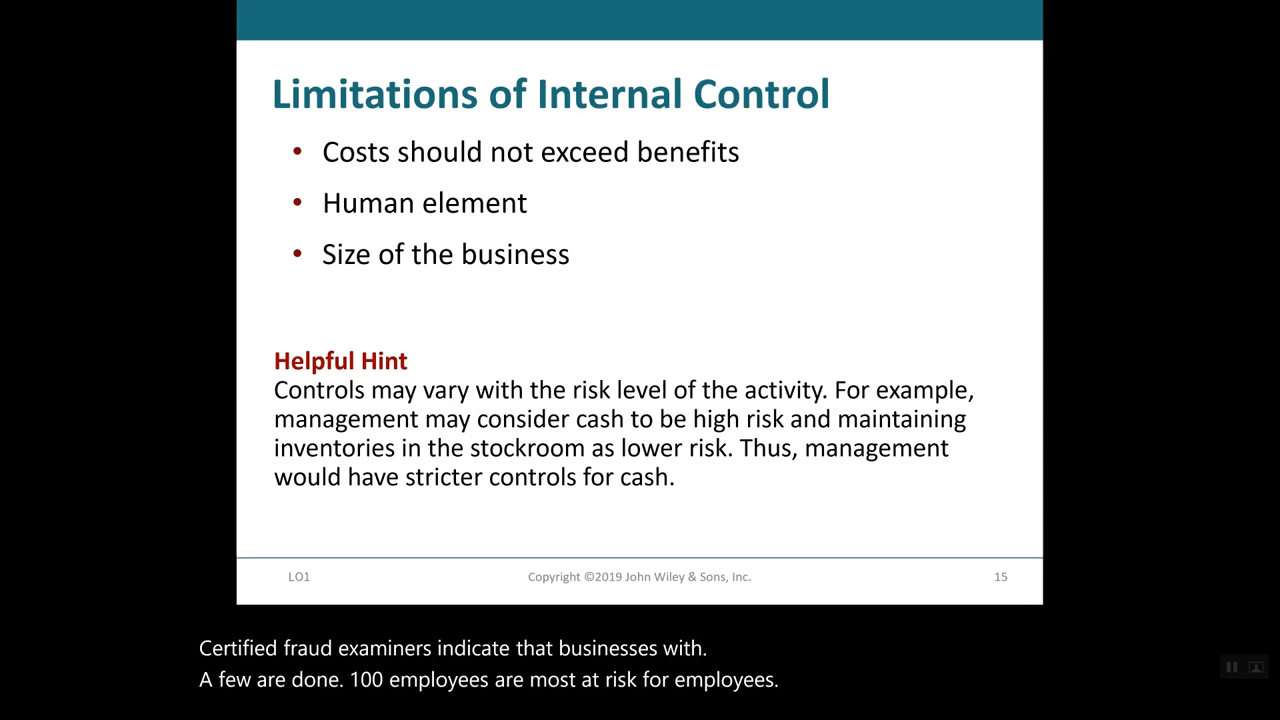 Limitations of Internal Control
• Costs should not exceed benefits
• Human element
• Size of the business
Helpful Hint
Controls may vary with the risk level of the activity. For example,
management may consider cash to be high risk and maintaining
inventories in the stockroom as lower risk. Thus, management
would have stricter controls for cash.
LO1
Copyright ©2019 John Wiley & Sons, Inc.
15
Certified fraud examiners indicate that businesses with.
A few are done. 100 employees are most at risk for employees.